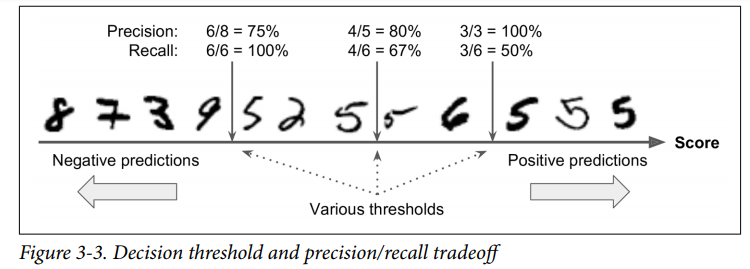 Precision: 6/8 = 75% 4/5 = 80% 3/3 = 100%
Recall: 6/6 = 100% 4/6 = 67% 3/6 = 50%
8 7 3 9 5 2 5 5 6 5 5 5
Score
Negative predictions Positive predictions
Various thresholds
Figure 3-3. Decision threshold and precision/recall tradeoff